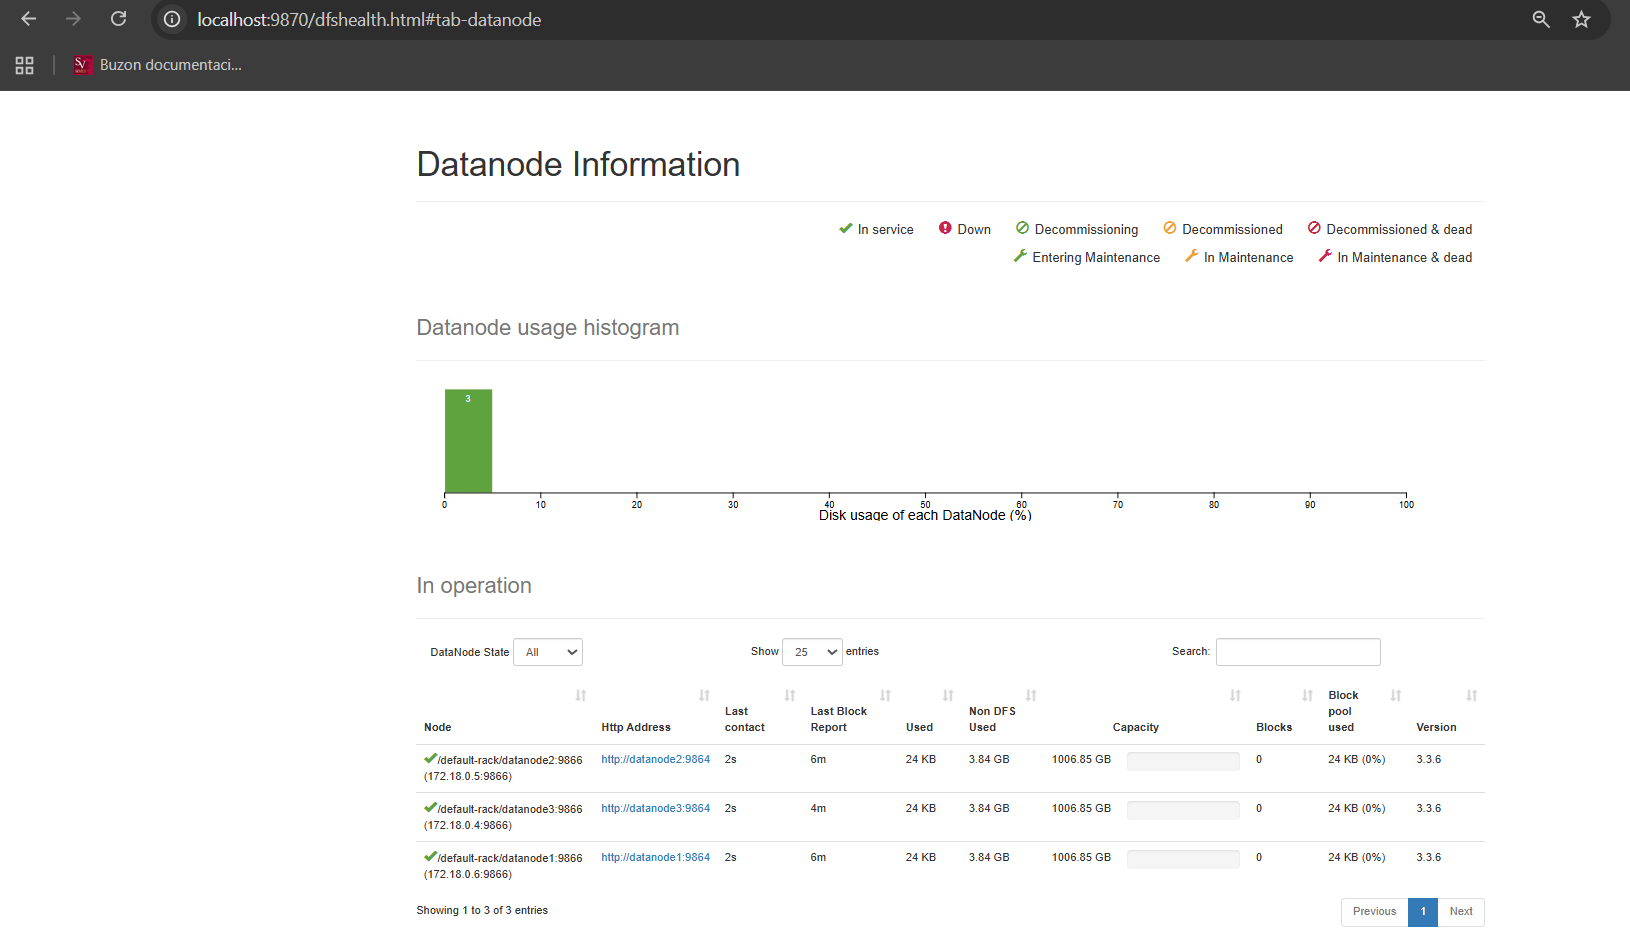 localhost:9870/dfshealth.html#tab-datanode
Buzon documentaci...
Datanode Information
In service Down Decommissioning Decommissioned Decommissioned & dead
Entering Maintenance In Maintenance In Maintenance & dead
Datanode usage histogram
3
0 10 20 30 40 50 60 70 80 90 100
Disk usage of each DataNode (%)
In operation
DataNode State All Show 25 entries Search:
Node Http Address Last contact Last Block Report Used Non DFS Used Capacity Blocks Block pool used Version
/default-rack/datanode2:9866 http://datanode2:9864 2s 6m 24 KB 3.84 GB 1006.85 GB 0 24 KB (0%) 3.3.6
(172.18.0.5:9866)
/default-rack/datanode3:9866 http://datanode3:9864 2s 4m 24 KB 3.84 GB 1006.85 GB 0 24 KB (0%) 3.3.6
(172.18.0.4:9866)
/default-rack/datanode1:9866 http://datanode1:9864 2s 6m 24 KB 3.84 GB 1006.85 GB 0 24 KB (0%) 3.3.6
(172.18.0.6:9866)
Showing 1 to 3 of 3 entries
Previous 1 Next